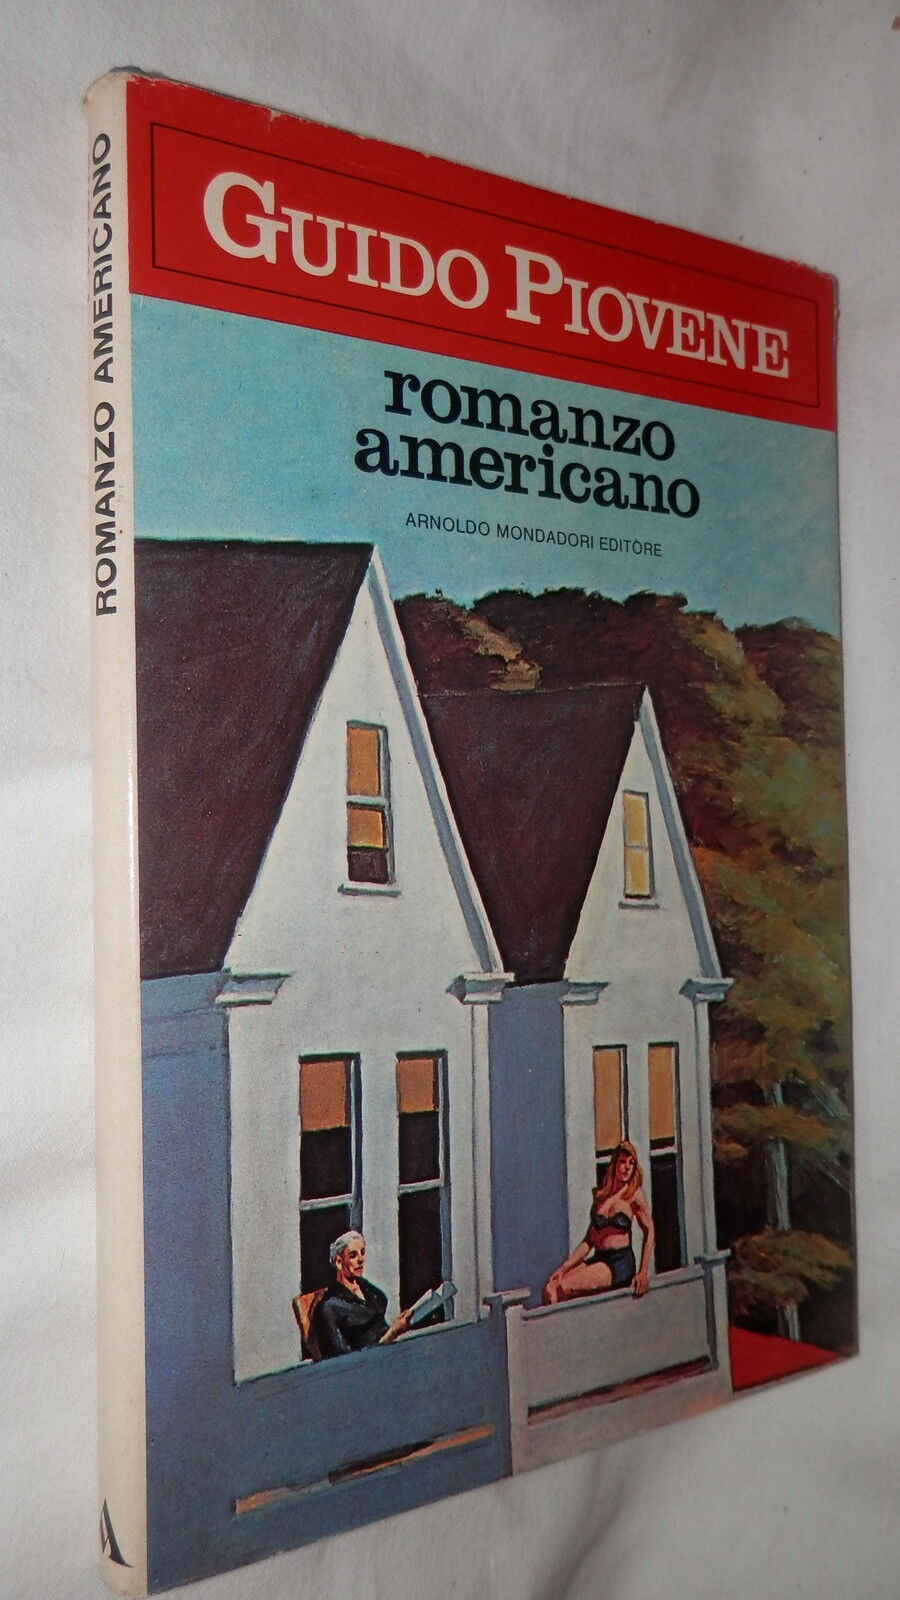 GUIDO PIOVENE
romanzo
americano
ARNOLDO MONDADORI EDITORE
ROMANZO AMERICANO
A